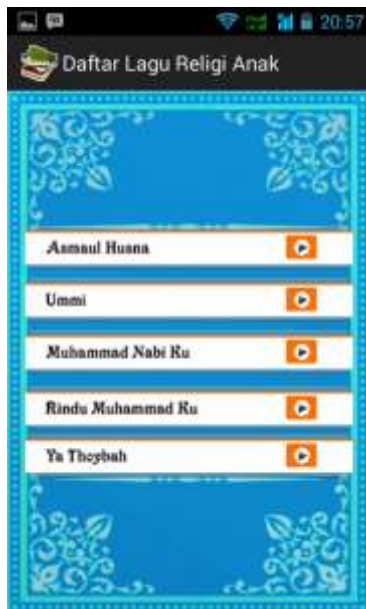 20:57
Daftar Lagu Religi Anak
Asmaul Husna
Ummi
Muhammad Nabi Ku
Rindu Muhammad Ku
Ya Thoybah